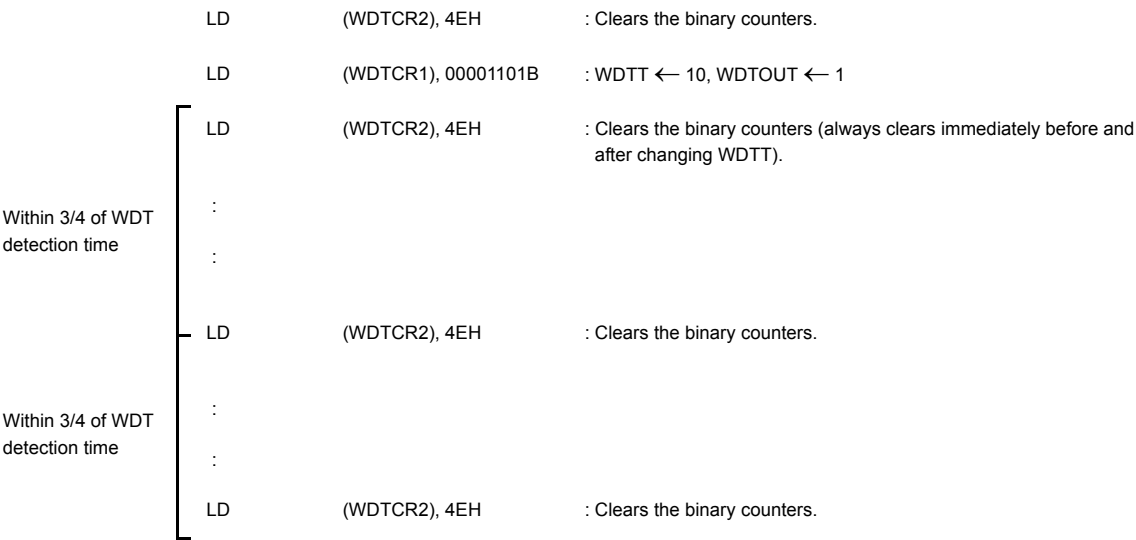 LD (WDTCR2), 4EH : Clears the binary counters.
LD (WDTCR1), 00001101B : WDTT ← 10, WDTOUT ← 1
LD (WDTCR2), 4EH : Clears the binary counters (always clears immediately before and
after changing WDTT).
Within 3/4 of WDT
detection time
:
:
LD (WDTCR2), 4EH : Clears the binary counters.
Within 3/4 of WDT
detection time
:
:
LD (WDTCR2), 4EH : Clears the binary counters.